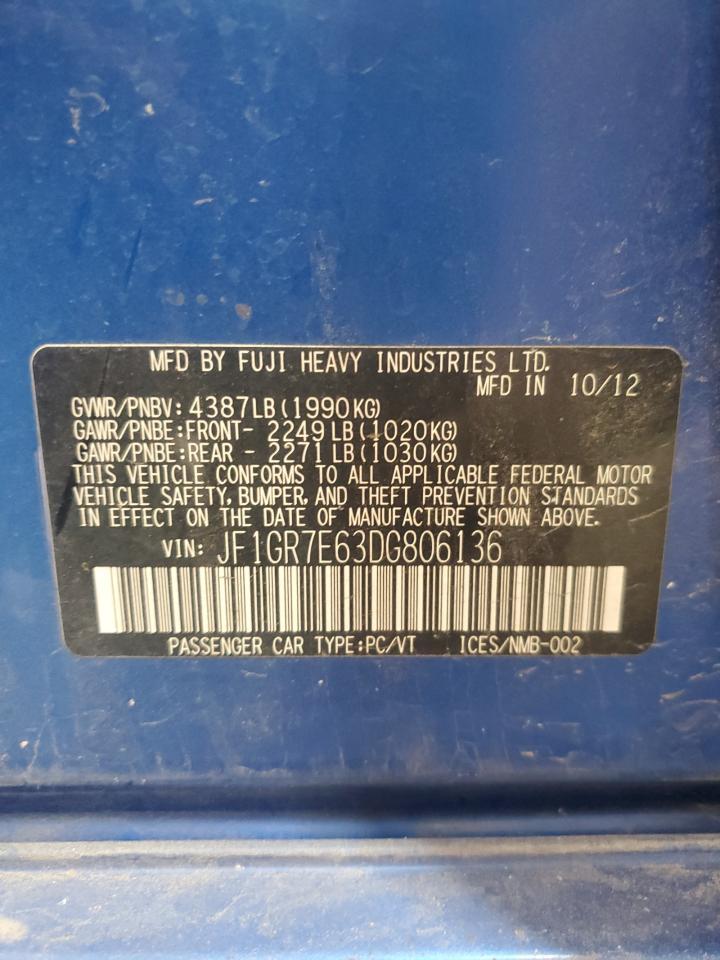 MFD BY FUJI HEAVY INDUSTRIES LTD.
MFD IN 10/12
GVWR/PNBV: 4387LB(1990KG)
GAWR/PNBE:FRONT- 2249LB(1020KG)
GAWR/PNBE:REAR - 2271LB(1030KG)
THIS VEHICLE CONFORMS TO ALL APPLICABLE FEDERAL MOTOR
VEHICLE SAFETY, BUMPER, AND THEFT PREVENTION STANDARDS
IN EFFECT ON THE DATE OF MANUFACTURE SHOWN ABOVE.
VIN: JF1GR7E63DG806136
PASSENGER CAR TYPE:PC/VT ICES/NMB-002